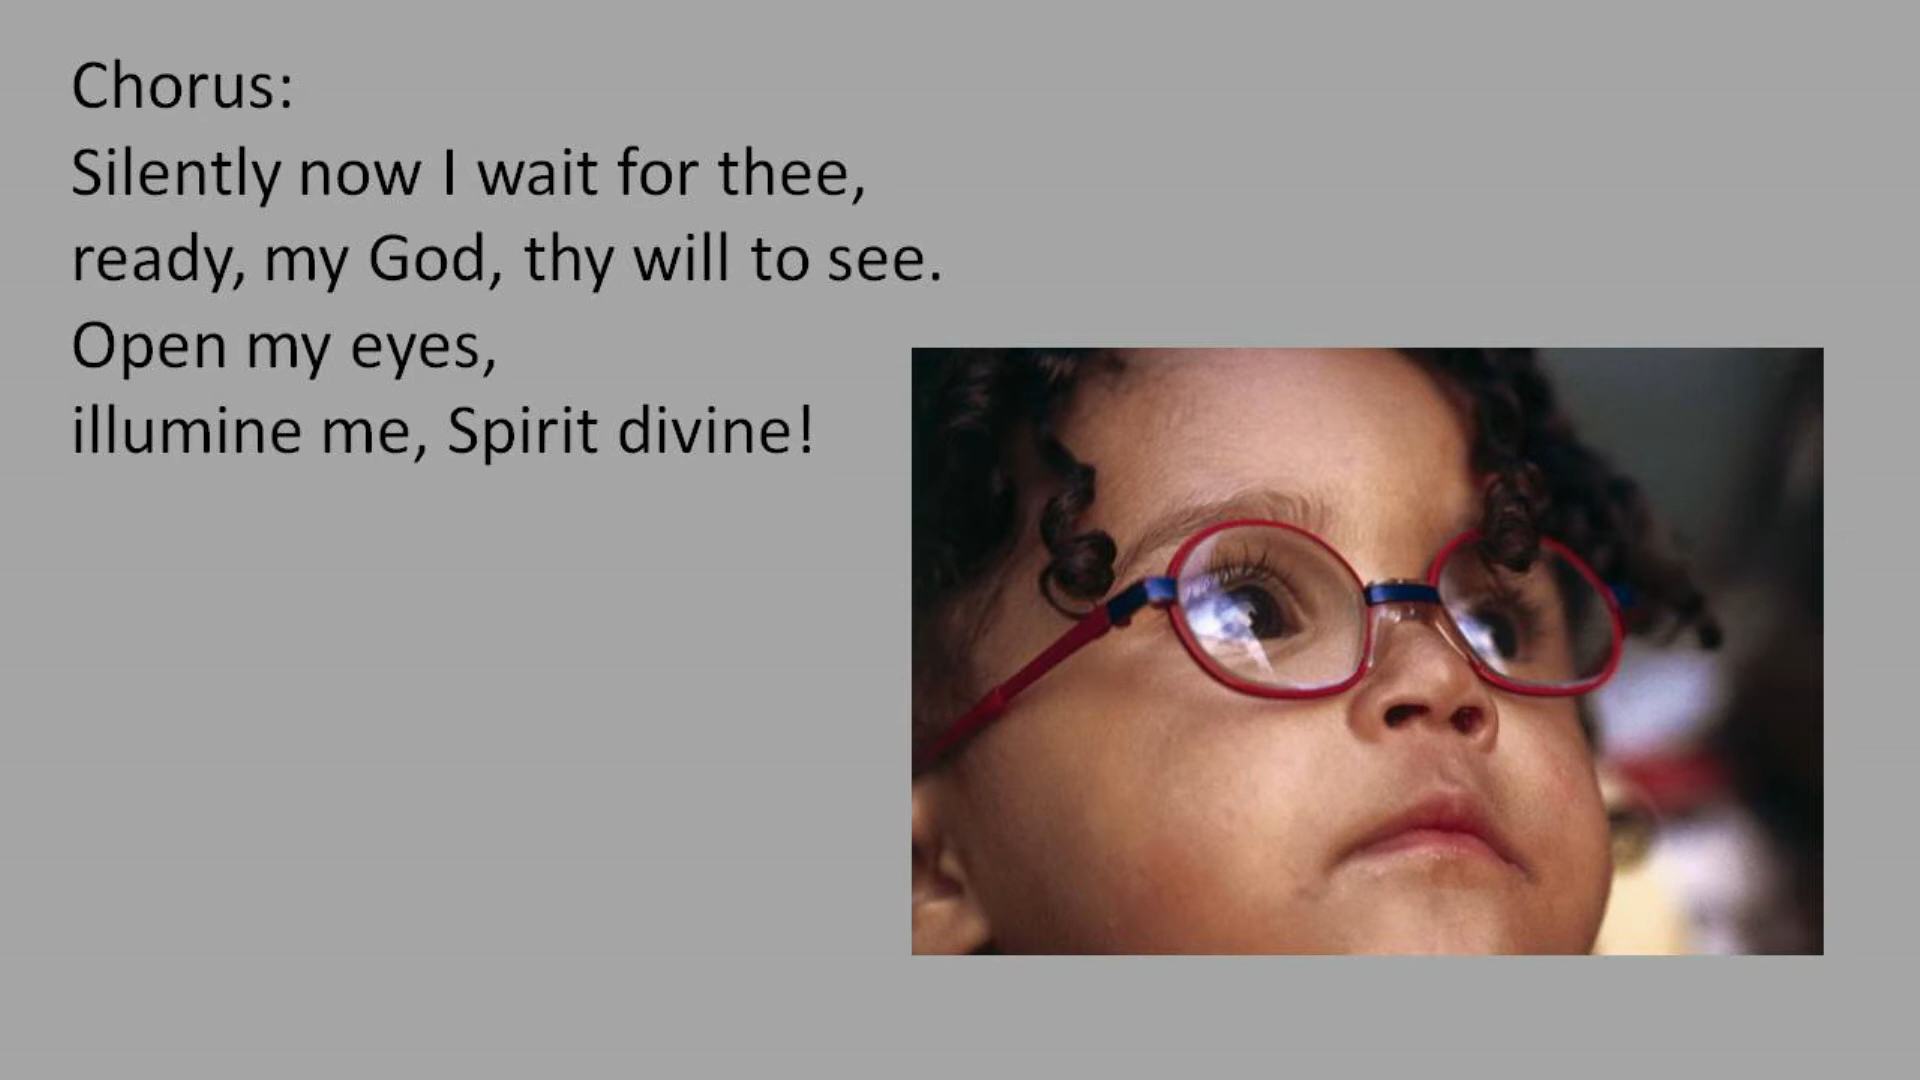 Chorus:
Silently now I wait for thee,
ready, my God, thy will to see.
Open my eyes,
illumine me, Spirit divine!